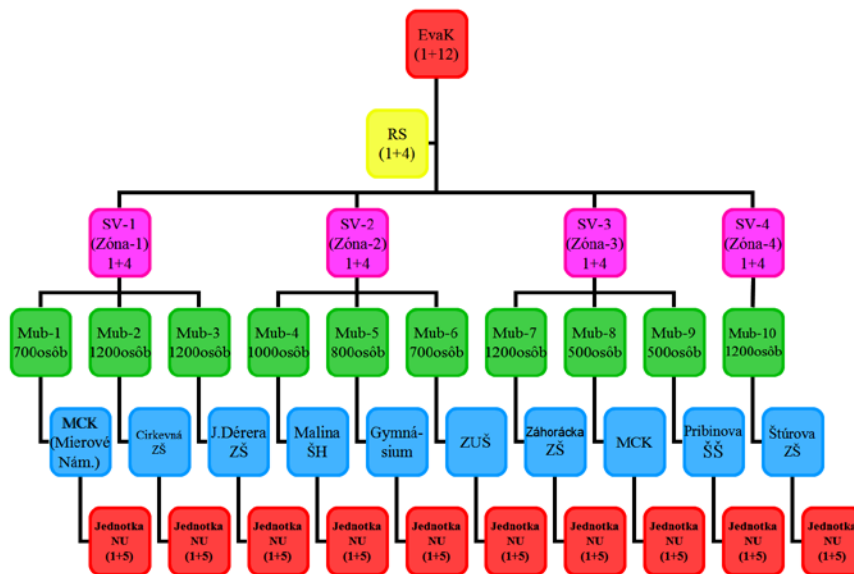 EvaK
(1+12)
RS
(1+4)
SV-1
(Zóna-1)
1+4
SV-2
(Zóna-2)
1+4
SV-3
(Zóna-3)
1+4
SV-4
(Zóna-4)
1+4
Mub-1
700osôb
Mub-2
1200osôb
Mub-3
1200osôb
Mub-4
1000osôb
Mub-5
800osôb
Mub-6
700osôb
Mub-7
1200osôb
Mub-8
500osôb
Mub-9
500osôb
Mub-10
1200osôb
MCK
(Mierové
Nám.)
Cirkevná
ZŠ
J.Dérera
ZŠ
Malina
ŠH
Gymná-
sium
ZUŠ
Záhorácka
ZŠ
MCK
Pribinova
ŠŠ
Štúrova
ZŠ
Jednotka
NU
(1+5)
Jednotka
NU
(1+5)
Jednotka
NU
(1+5)
Jednotka
NU
(1+5)
Jednotka
NU
(1+5)
Jednotka
NU
(1+5)
Jednotka
NU
(1+5)
Jednotka
NU
(1+5)
Jednotka
NU
(1+5)
Jednotka
NU
(1+5)